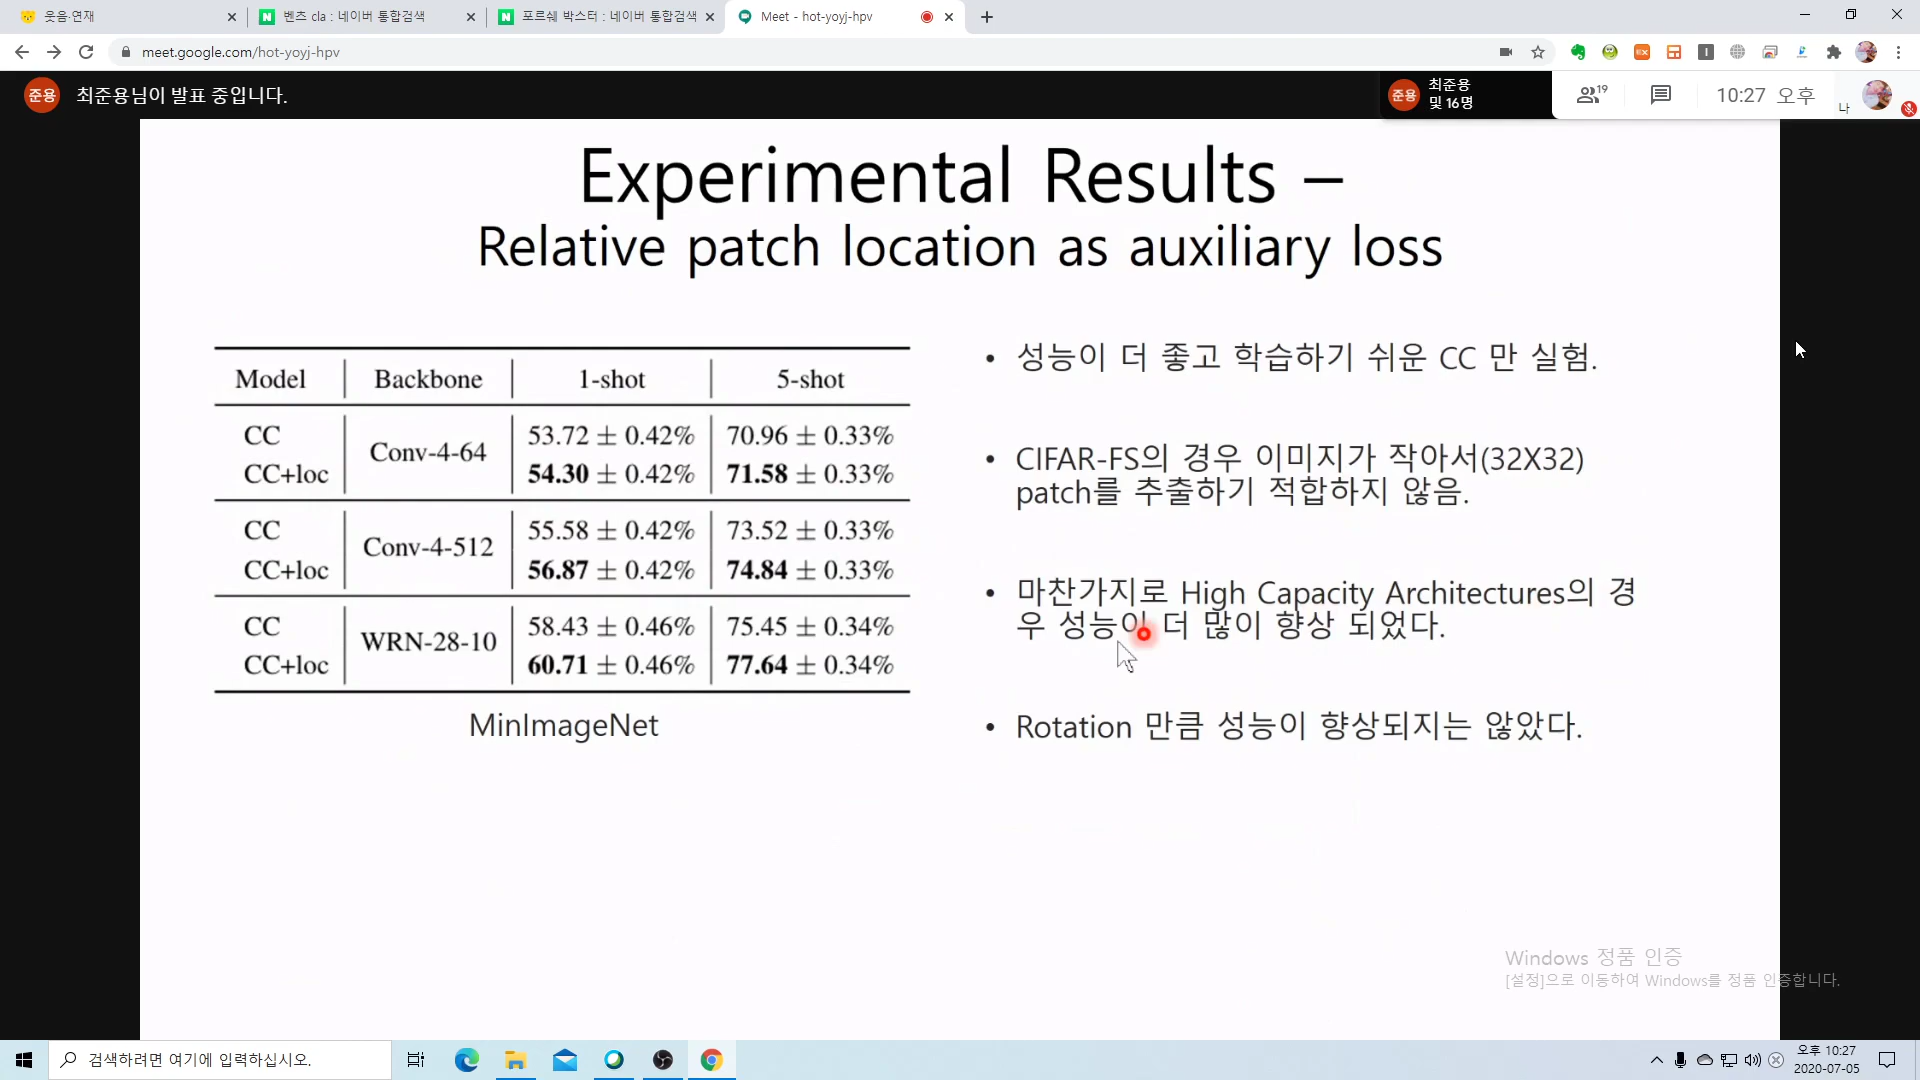 웃음·연재
벤츠 cla : 네이버 통합검색
포르쉐 박스터 : 네이버 통합검색
Meet - hot-yoyj-hpv
meet.google.com/hot-yoyj-hpv
준용 최준용님이 발표 중입니다.
준용 최준용
및 16명
19
10:27 오후
나
Experimental Results –
Relative patch location as auxiliary loss
Model Backbone 1-shot 5-shot
CC Conv-4-64 53.72 ± 0.42% 70.96 ± 0.33%
CC+loc 54.30 ± 0.42% 71.58 ± 0.33%
CC Conv-4-512 55.58 ± 0.42% 73.52 ± 0.33%
CC+loc 56.87 ± 0.42% 74.84 ± 0.33%
CC WRN-28-10 58.43 ± 0.46% 75.45 ± 0.34%
CC+loc 60.71 ± 0.46% 77.64 ± 0.34%
MinImageNet
• 성능이 더 좋고 학습하기 쉬운 CC 만 실험.
• CIFAR-FS의 경우 이미지가 작아서(32X32)
patch를 추출하기 적합하지 않음.
• 마찬가지로 High Capacity Architectures의 경
우 성능이 더 많이 향상 되었다.
• Rotation 만큼 성능이 향상되지는 않았다.
Windows 정품 인증
[설정]으로 이동하여 Windows를 정품 인증합니다.
검색하려면 여기에 입력하십시오.
오후 10:27
2020-07-05